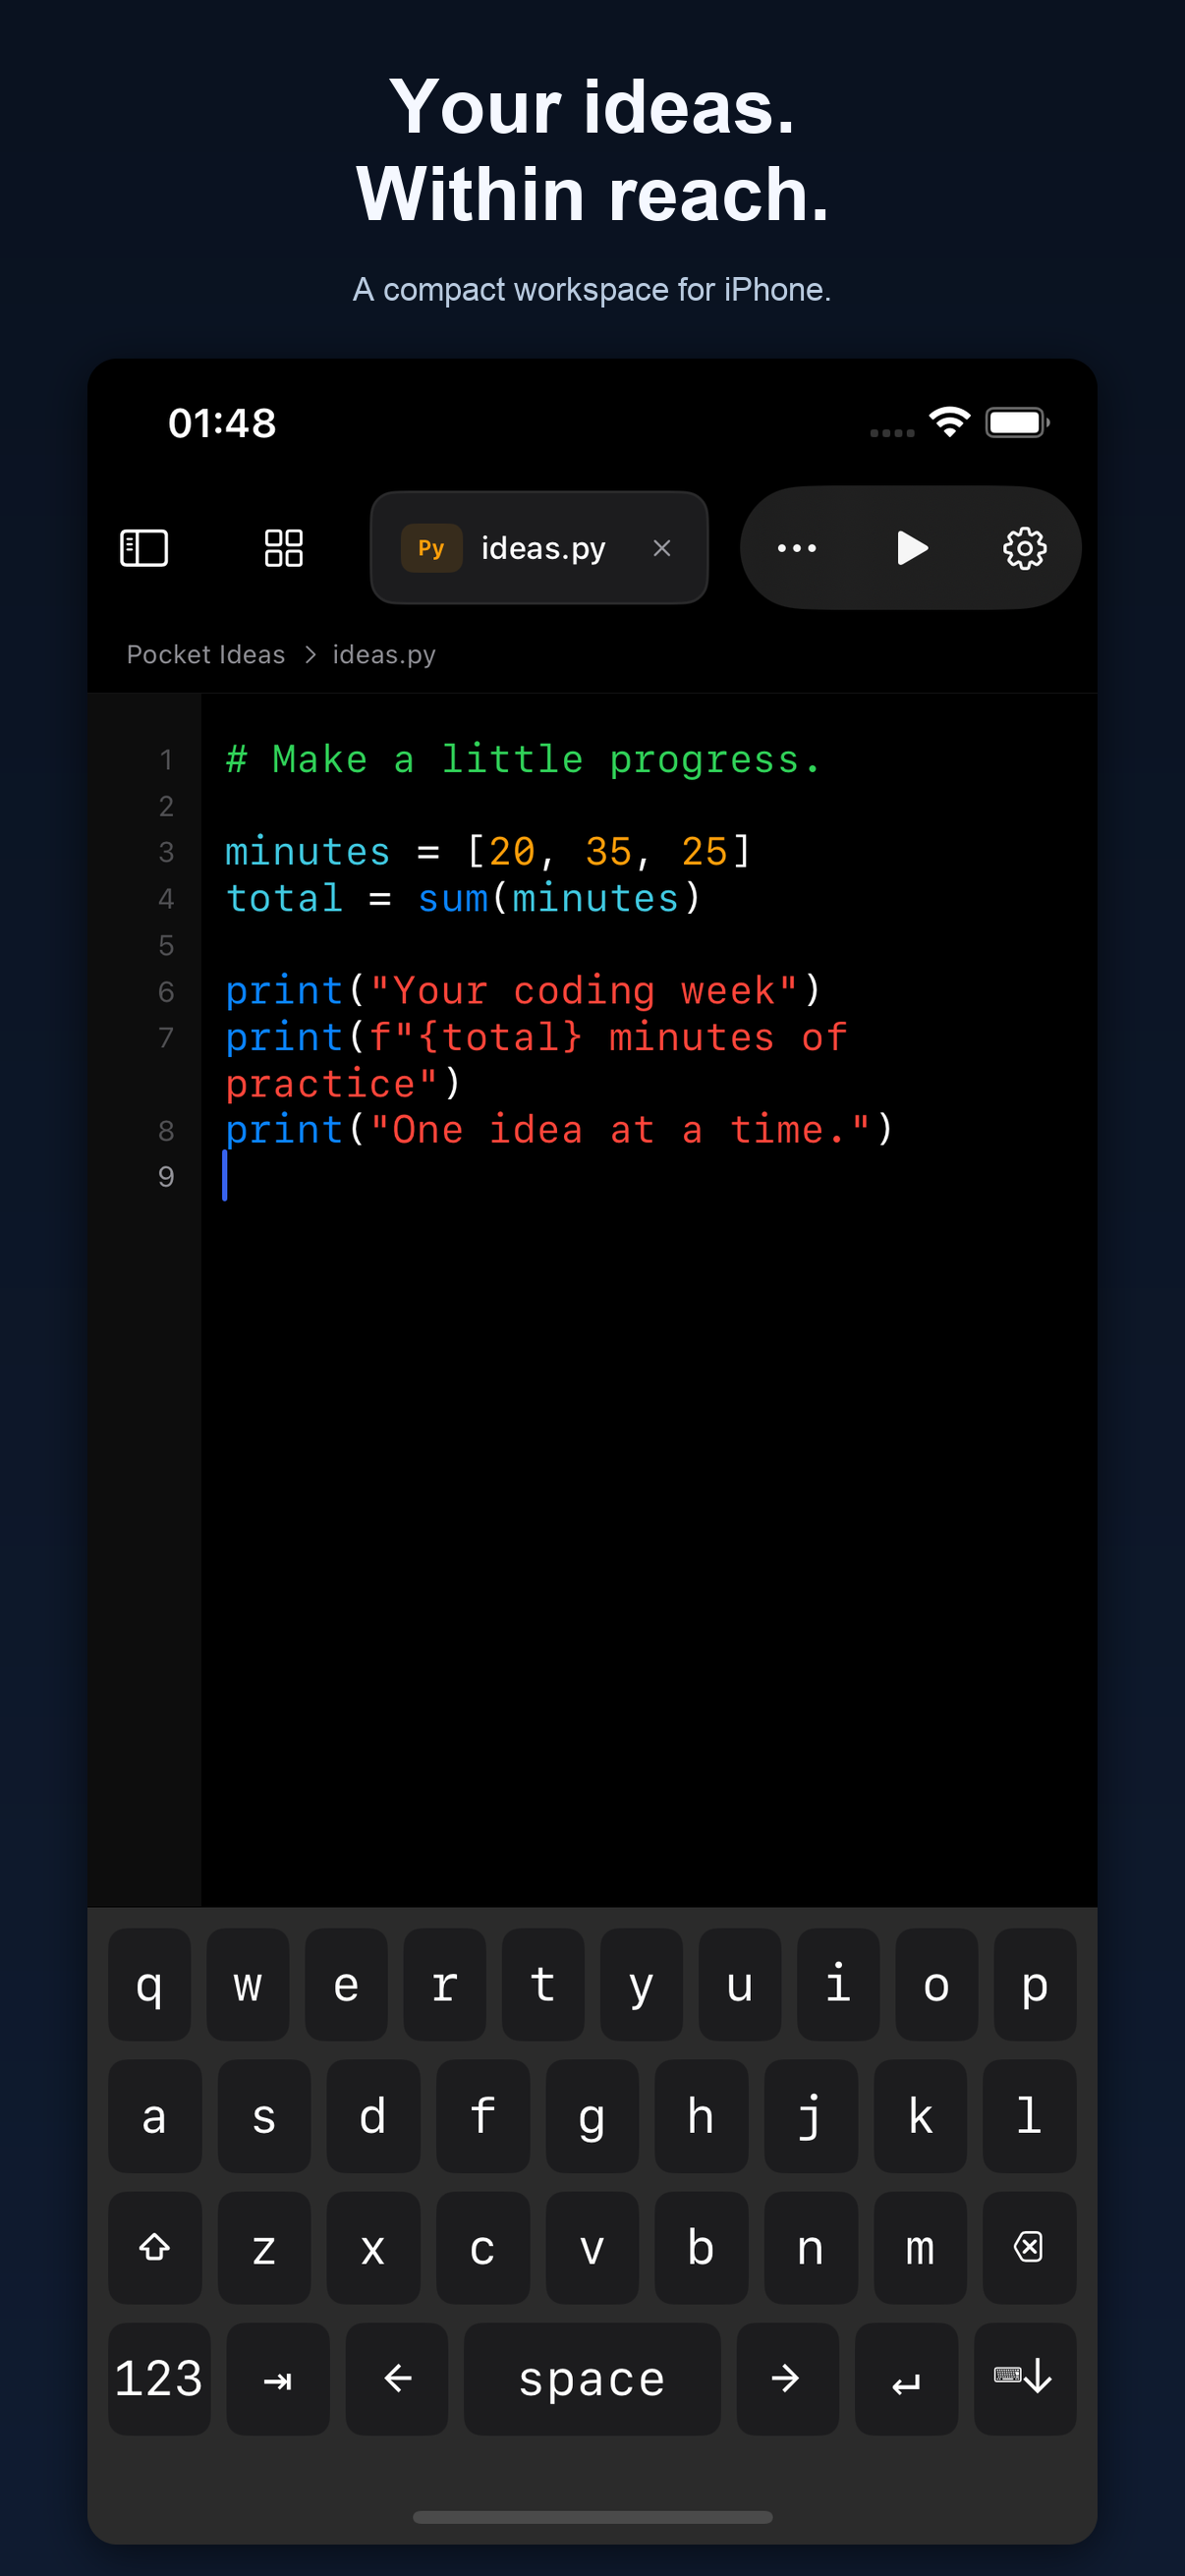 Your ideas.
Within reach.
A compact workspace for iPhone.
01:48
Py ideas.py
Pocket Ideas > ideas.py
1 # Make a little progress.
2
3 minutes = [20, 35, 25]
4 total = sum(minutes)
5
6 print("Your coding week")
7 print(f"{total} minutes of
practice")
8 print("One idea at a time.")
9
q w e r t y u i o p
a s d f g h j k l
z x c v b n m
123 ⇥ ← space → ↵ ⌨↓